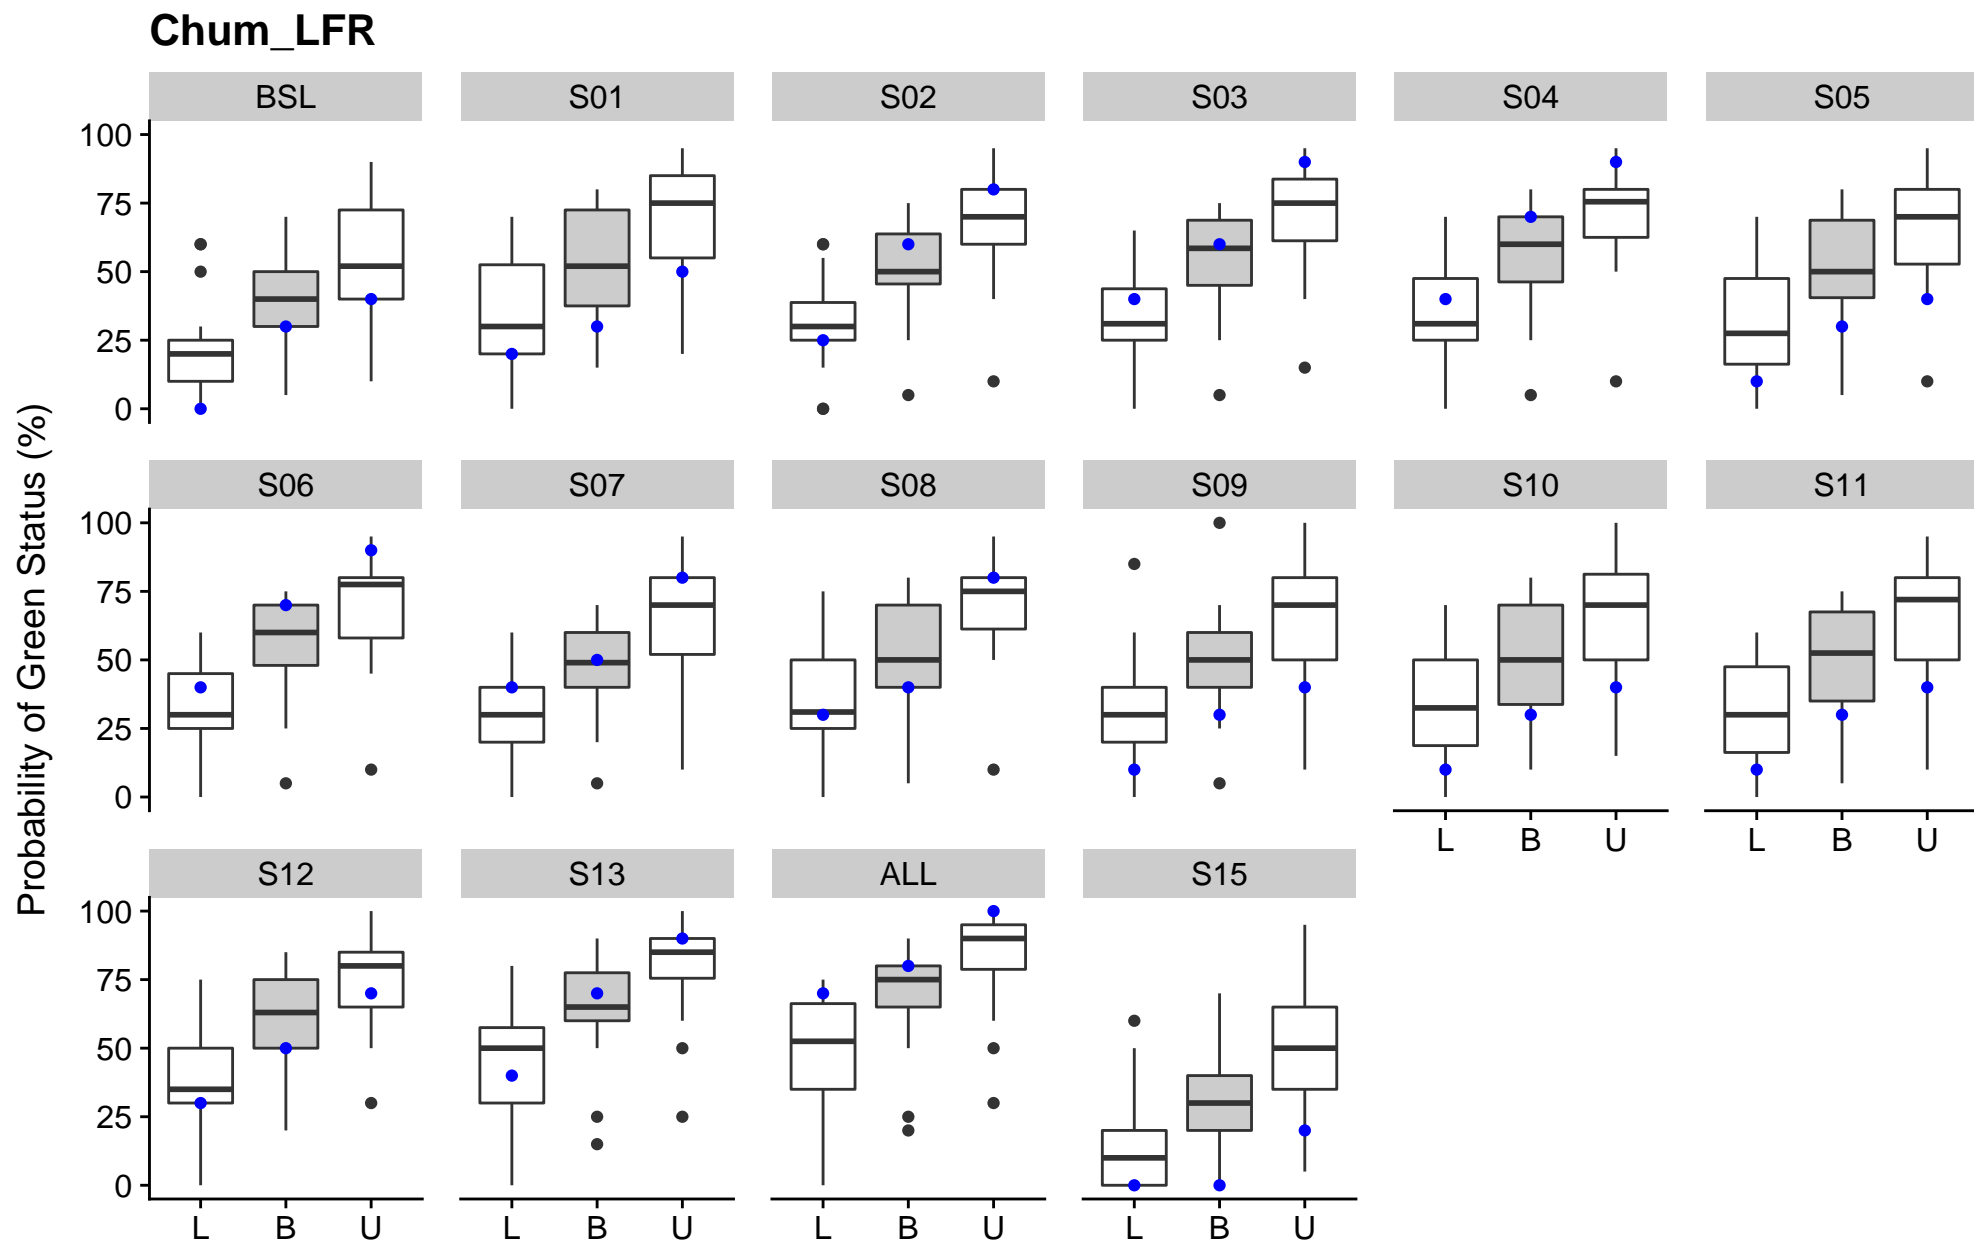 Chum_LFR
BSL S01 S02 S03 S04 S05
100
75
50
25
0
S06 S07 S08 S09 S10 S11
100
75
50
25
0
L B U L B U
S12 S13 ALL S15
100
75
50
25
0
L B U L B U L B U L B U
Probability of Green Status (%)